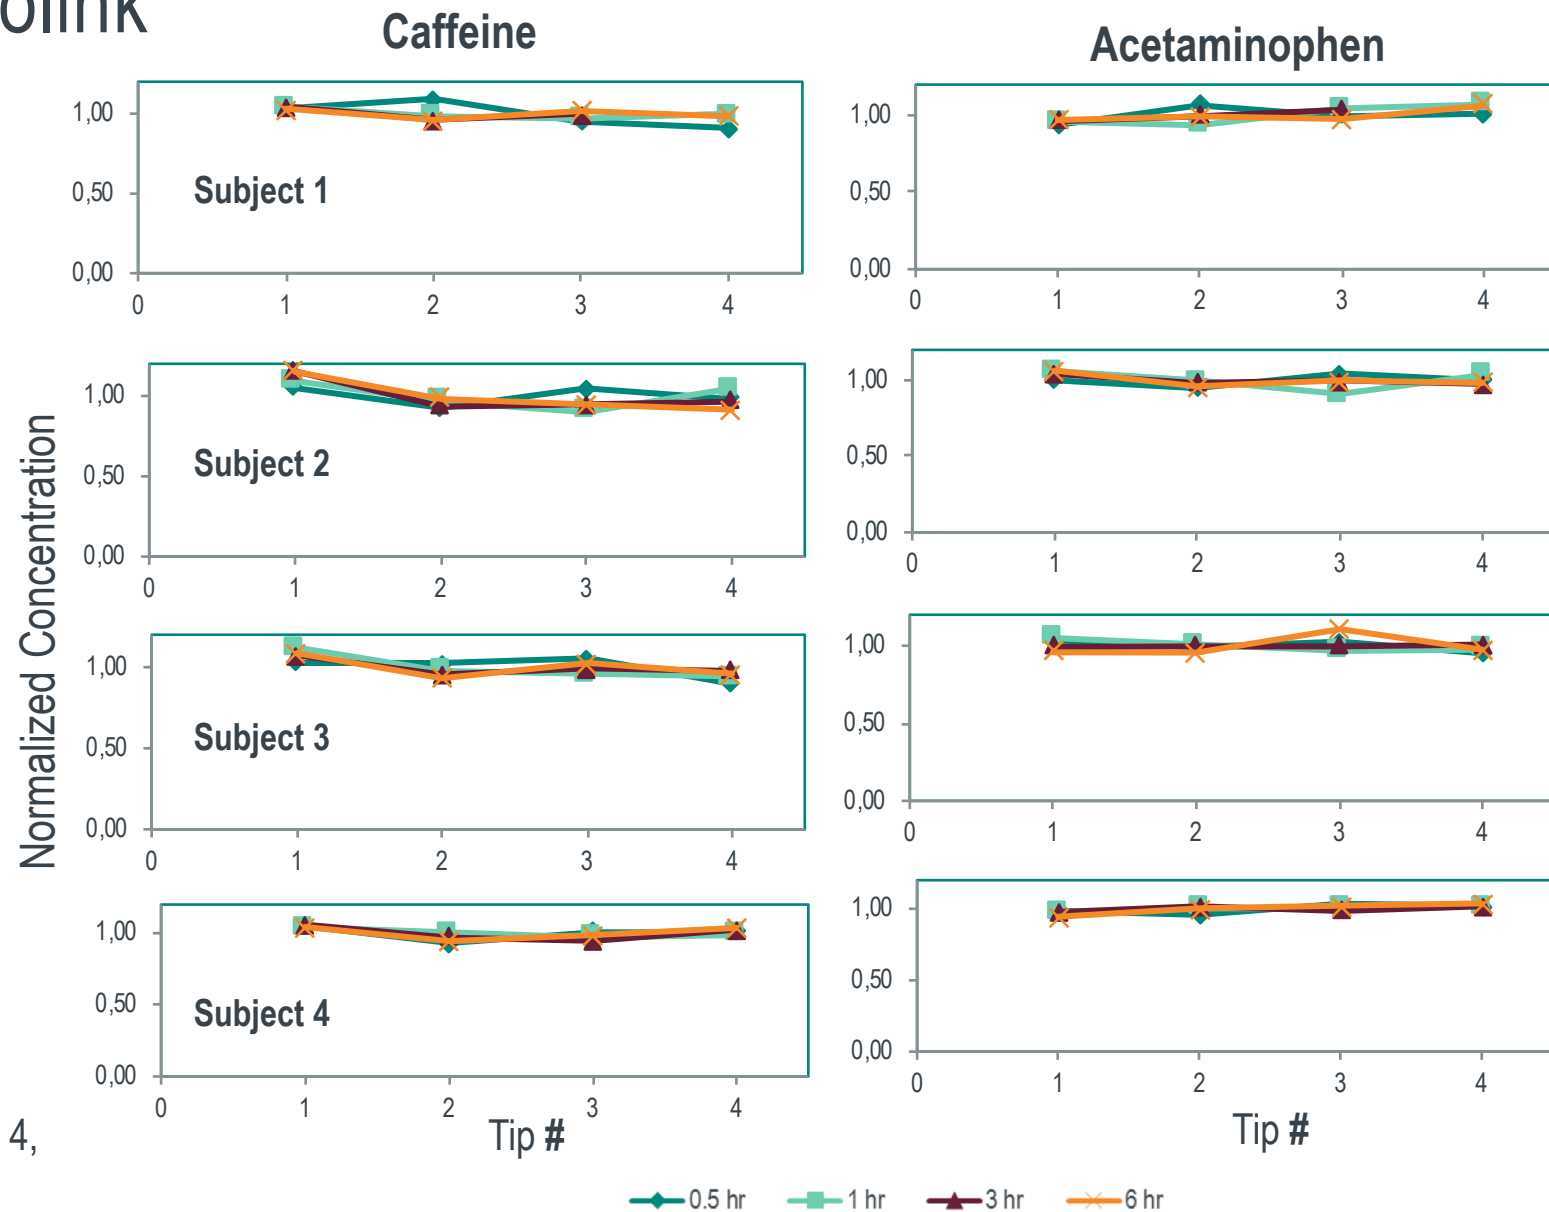 olink
Caffeine
Acetaminophen
Normalized Concentration
1,00
0,50
0,00
Subject 1
0 1 2 3 4
1,00
0,50
0,00
0 1 2 3 4
1,00
0,50
0,00
Subject 2
0 1 2 3 4
1,00
0,50
0,00
0 1 2 3 4
1,00
0,50
0,00
Subject 3
0 1 2 3 4
1,00
0,50
0,00
0 1 2 3 4
1,00
0,50
0,00
Subject 4
0 1 2 3 4
1,00
0,50
0,00
0 1 2 3 4
4,
Tip #
Tip #
0.5 hr 1 hr 3 hr 6 hr